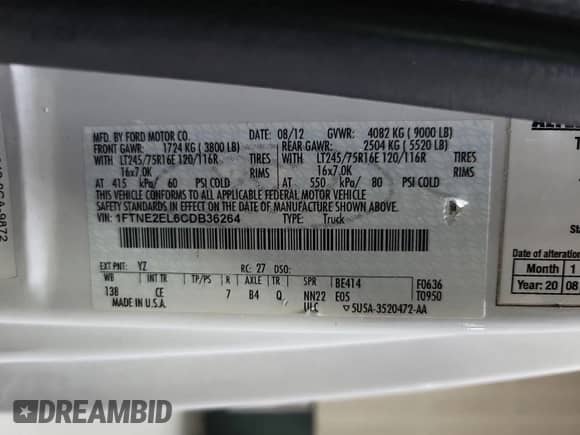 MFD. BY FORD MOTOR CO. DATE: 08/12 GVWR: 4082 KG ( 9000 LB)
FRONT GAWR: 1724 KG ( 3800 LB) REAR GAWR: 2504 KG ( 5520 LB)
WITH LT245/75R16E 120/116R TIRES WITH LT245/75R16E 120/116R TIRES
16x7.0K RIMS 16x7.0K RIMS
AT 415 kPa/ 60 PSI COLD AT 550 kPa/ 80 PSI COLD
THIS VEHICLE CONFORMS TO ALL APPLICABLE FEDERAL MOTOR VEHICLE
SAFETY STANDARDS IN EFFECT ON THE DATE OF MANUFACTURE SHOWN ABOVE.
VIN: 1FTNE2EL6CDB36264 TYPE: Truck
EXT PNT: YZ RC: 27 DSO:
WB INT TR TP/PS R AXLE TR SPR BE414 F0636
138 CE 7 B4 Q NN22 E05 T0950
MADE IN U.S.A. ULC 5U5A-3520472-AA
Date of alteration
Month 1
Year: 20 08
DREAMBID